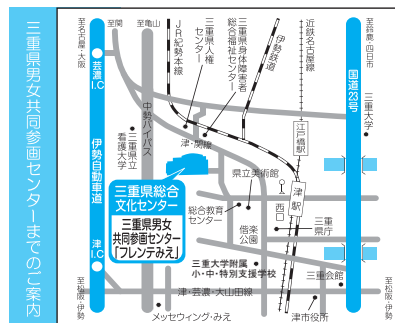 三重県男女共同参画センターまでのご案内
至名古屋・大阪
芸濃I.C
伊勢自動車道
津I.C
至松阪・伊勢
至関
至亀山
中勢バイパス
三重県立看護大学
JR紀勢本線
三重県人権センター
三重県身体障害者総合福祉センター
伊勢鉄道
近鉄名古屋線
至鈴鹿・四日市
国道23号
三重大学
江戸橋駅
津・関線
三重県総合
文化センター
三重県男女
共同参画センター
「フレンテみえ」
県立美術館
総合教育
センター
偕楽
公園
西口
津駅
三重
県庁
三重大学附属
小・中・特別支援学校
三重会館
津・芸濃・大山田線
メッセウィング・みえ
津市役所
至松阪・伊勢